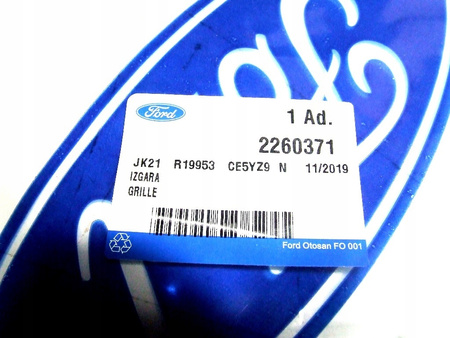 Ford
1 Ad.
2260371
JK21 R19953 CE5YZ9 N 11/2019
IZGARA
GRILLE
Ford Otosan FO 001